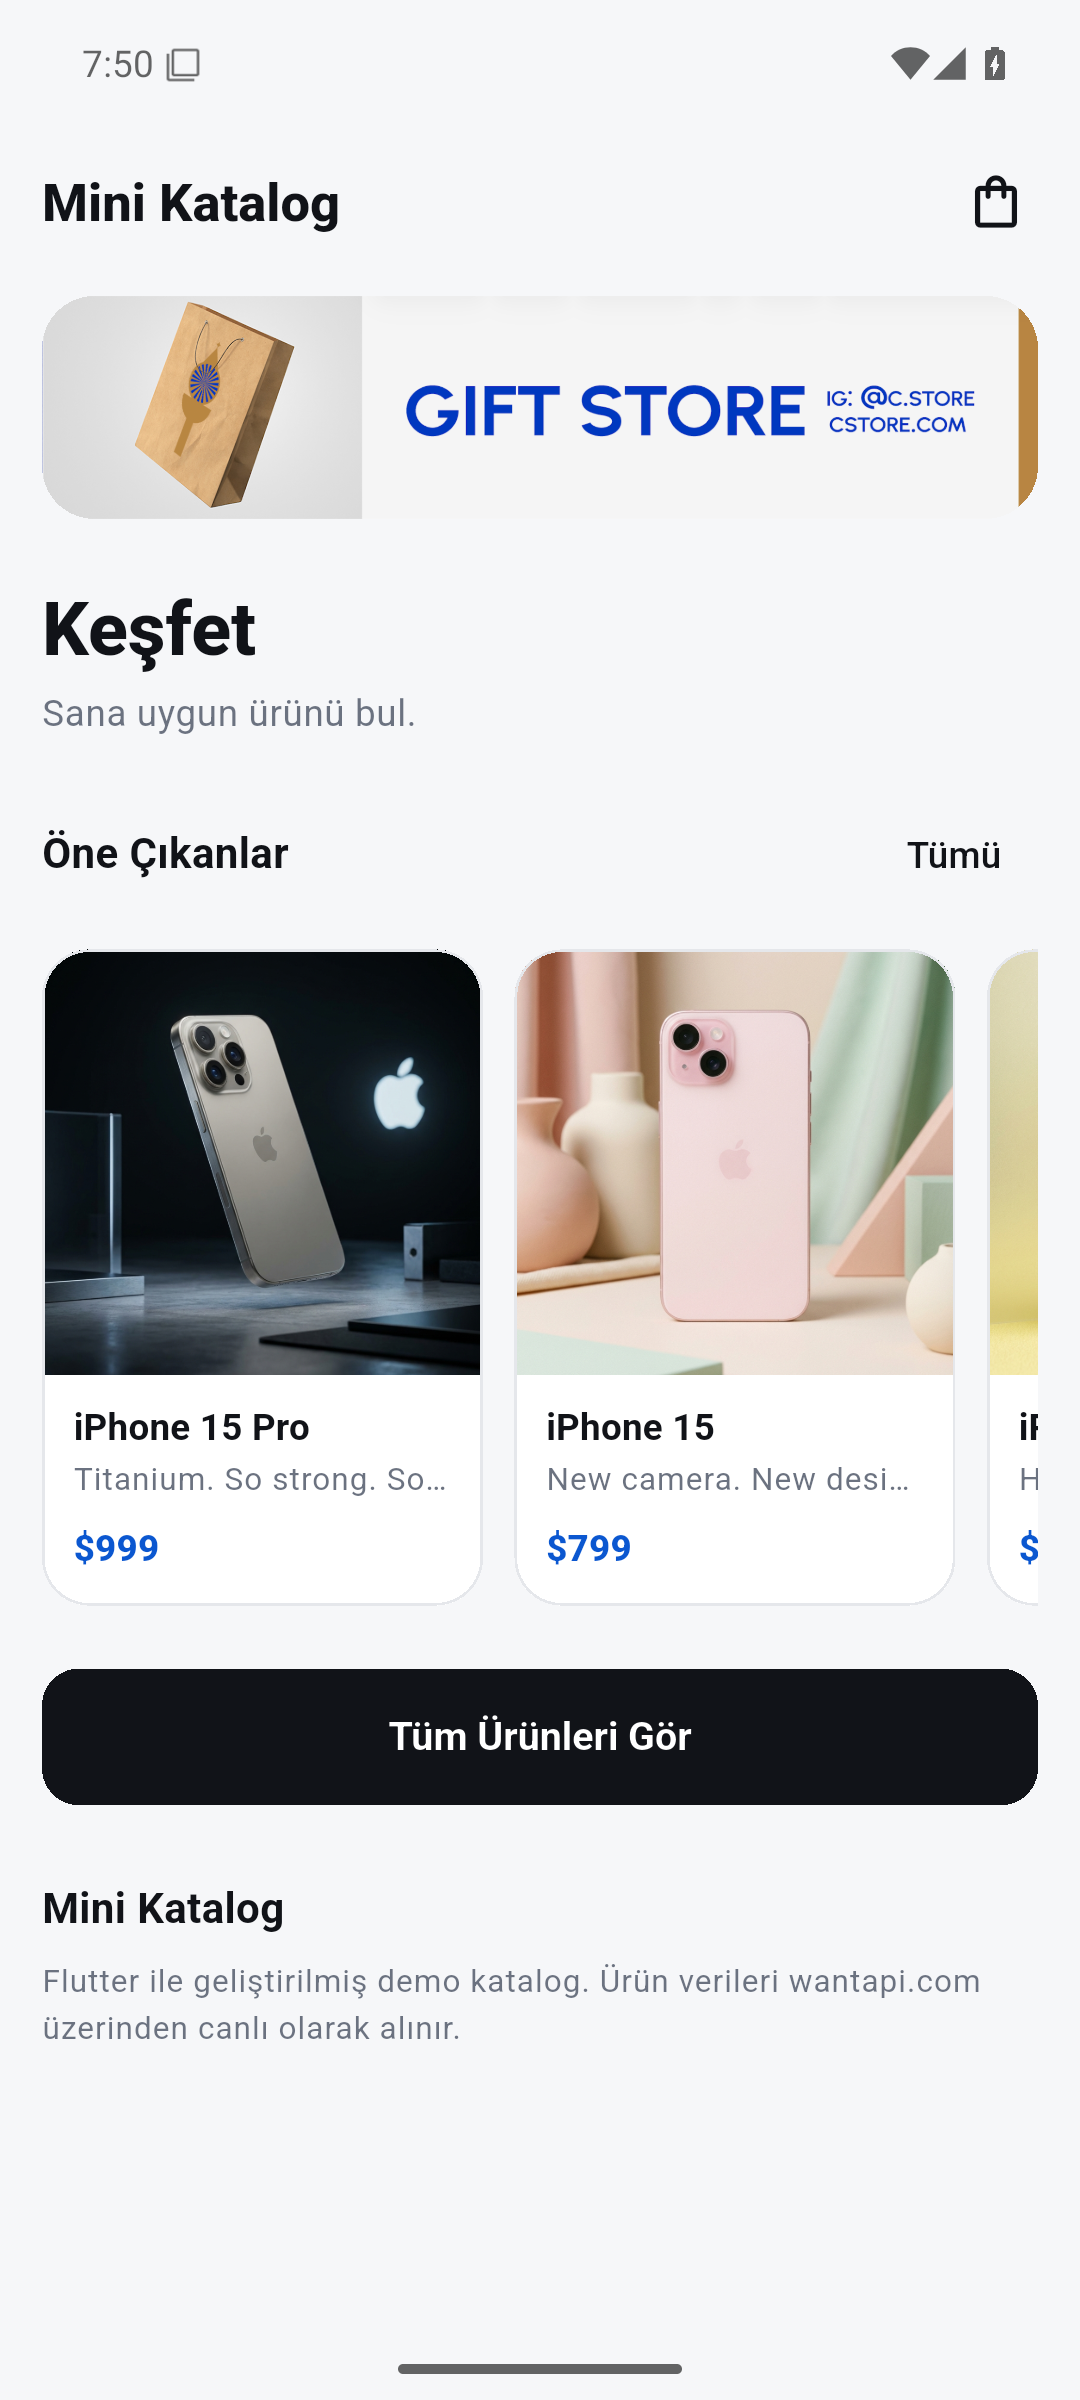 7:50
Mini Katalog
GIFT STORE
IG: @C.STORE
CSTORE.COM
Keşfet
Sana uygun ürünü bul.
Öne Çıkanlar
Tümü
iPhone 15 Pro
Titanium. So strong. So…
$999
iPhone 15
New camera. New desi…
$799
$
Tüm Ürünleri Gör
Mini Katalog
Flutter ile geliştirilmiş demo katalog. Ürün verileri wantapi.com
üzerinden canlı olarak alınır.